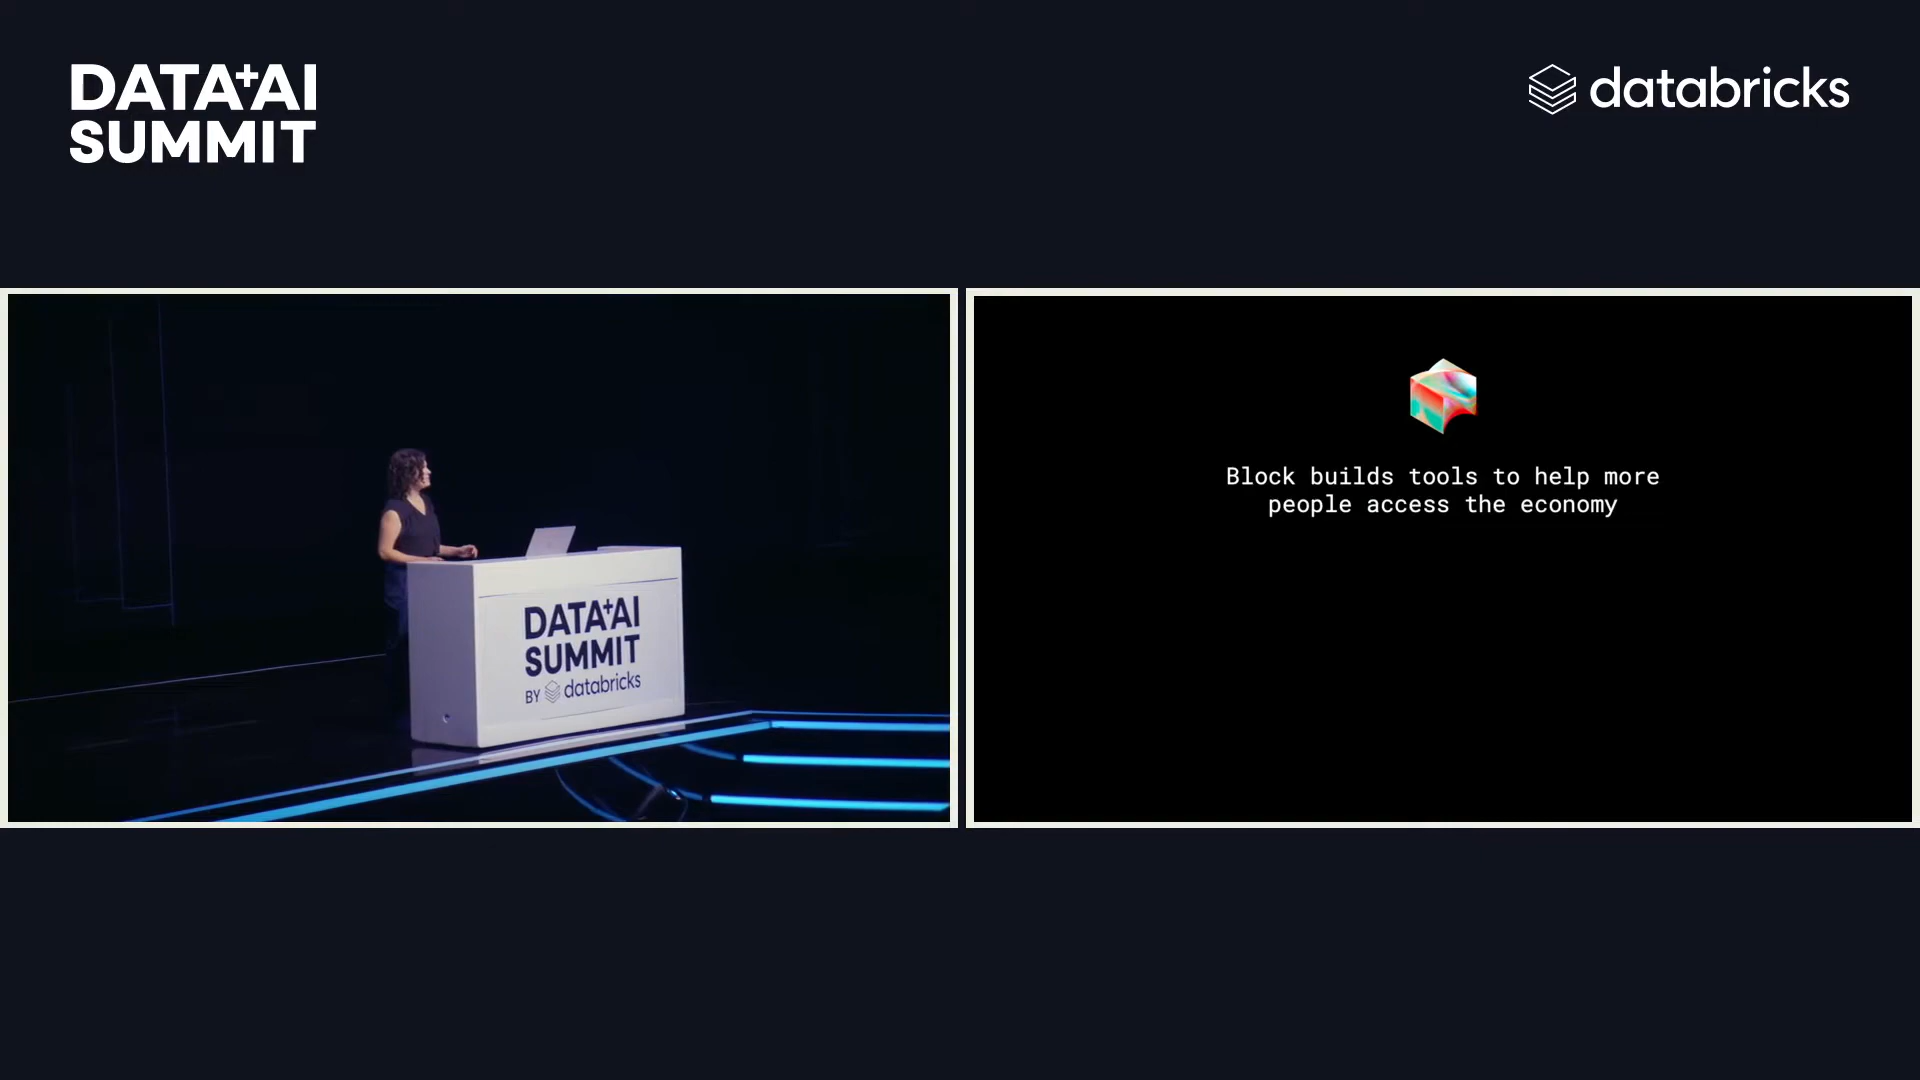 DATA+AI
SUMMIT
databricks
DATA+AI
SUMMIT
BY databricks
Block builds tools to help more
people access the economy